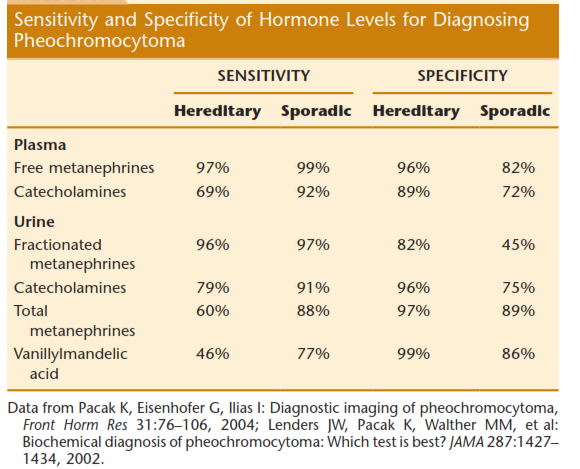 Sensitivity and Specificity of Hormone Levels for Diagnosing
Pheochromocytoma
SENSITIVITY SPECIFICITY
Hereditary Sporadic Hereditary Sporadic
Plasma
Free metanephrines 97% 99% 96% 82%
Catecholamines 69% 92% 89% 72%
Urine
Fractionated 96% 97% 82% 45%
metanephrines
Catecholamines 79% 91% 96% 75%
Total 60% 88% 97% 89%
metanephrines
Vanillylmandelic 46% 77% 99% 86%
acid
Data from Pacak K, Eisenhofer G, Ilias I: Diagnostic imaging of pheochromocytoma,
Front Horm Res 31:76–106, 2004; Lenders JW, Pacak K, Walther MM, et al:
Biochemical diagnosis of pheochromocytoma: Which test is best? JAMA 287:1427–
1434, 2002.